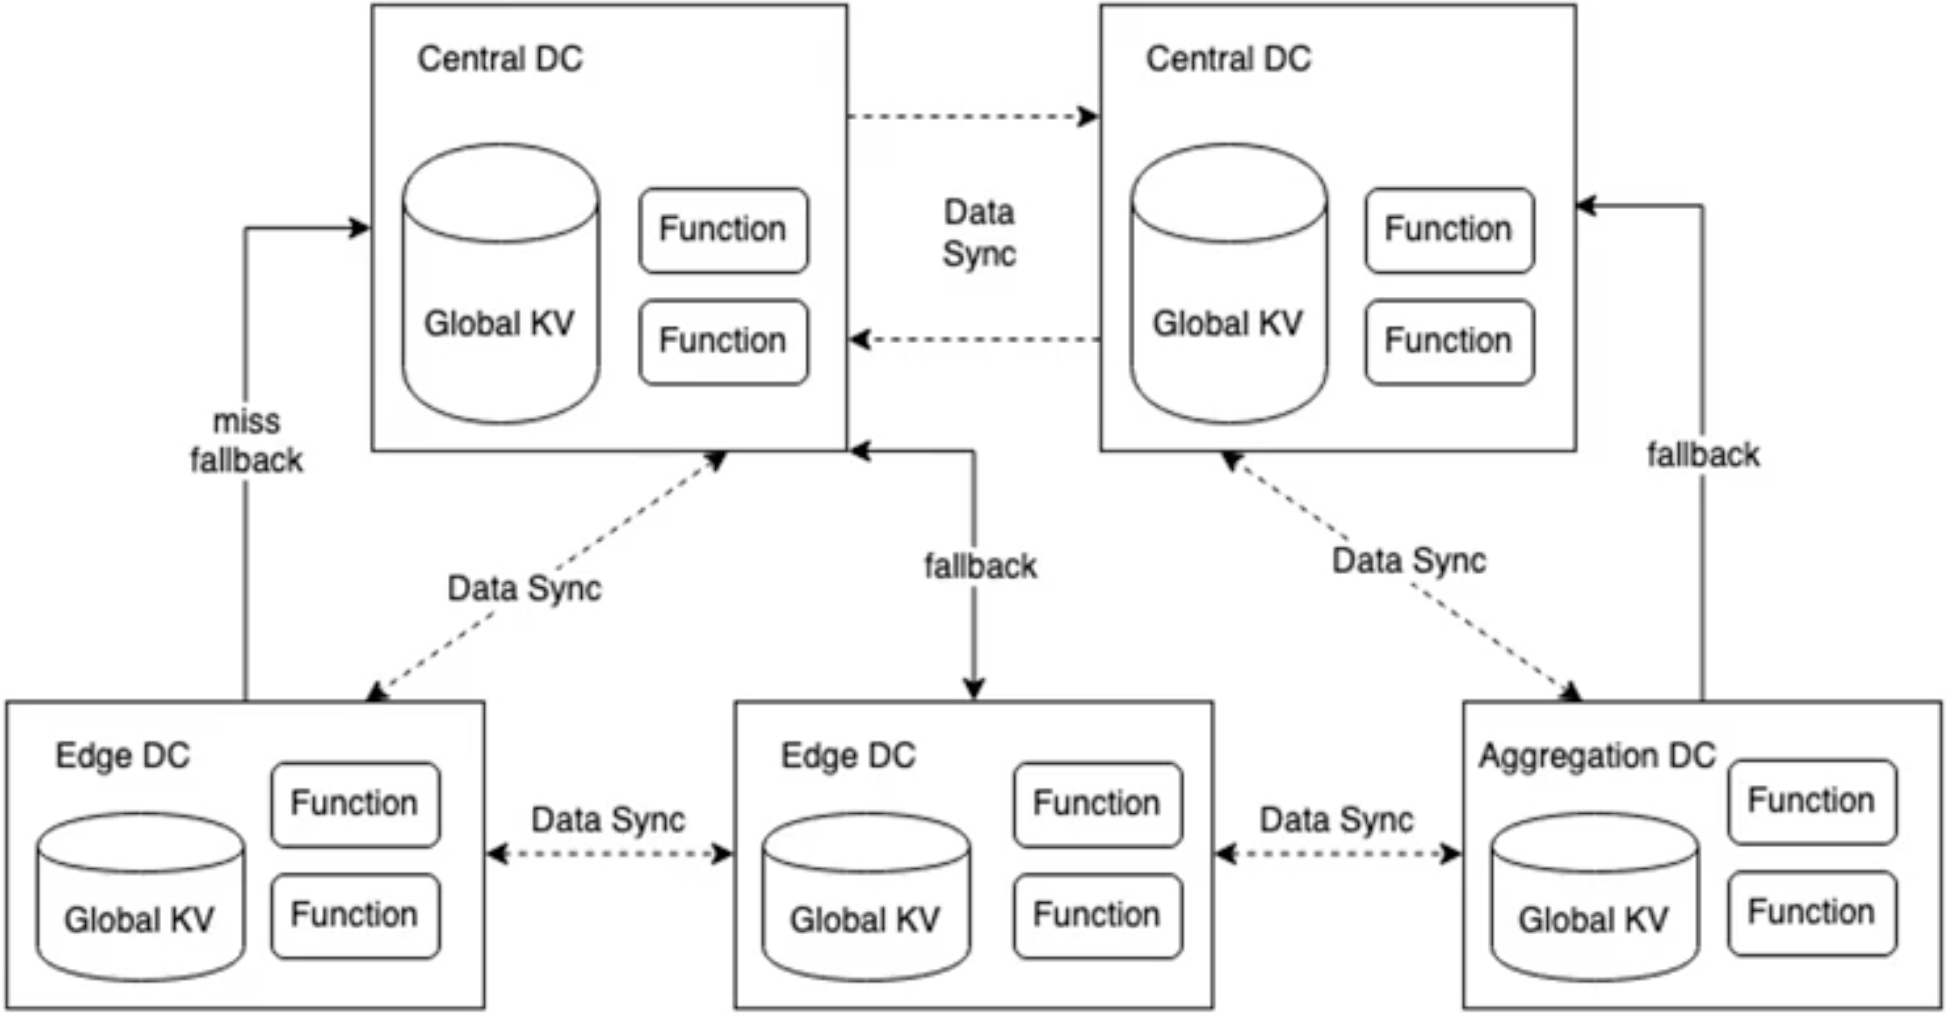 Central DC
Central DC
Function
Function
Data
Sync
Global KV
Global KV
Function
Function
miss
fallback
fallback
fallback
Data Sync
Data Sync
Edge DC
Edge DC
Aggregation DC
Function
Function
Function
Data Sync
Data Sync
Global KV
Function
Global KV
Function
Global KV
Function